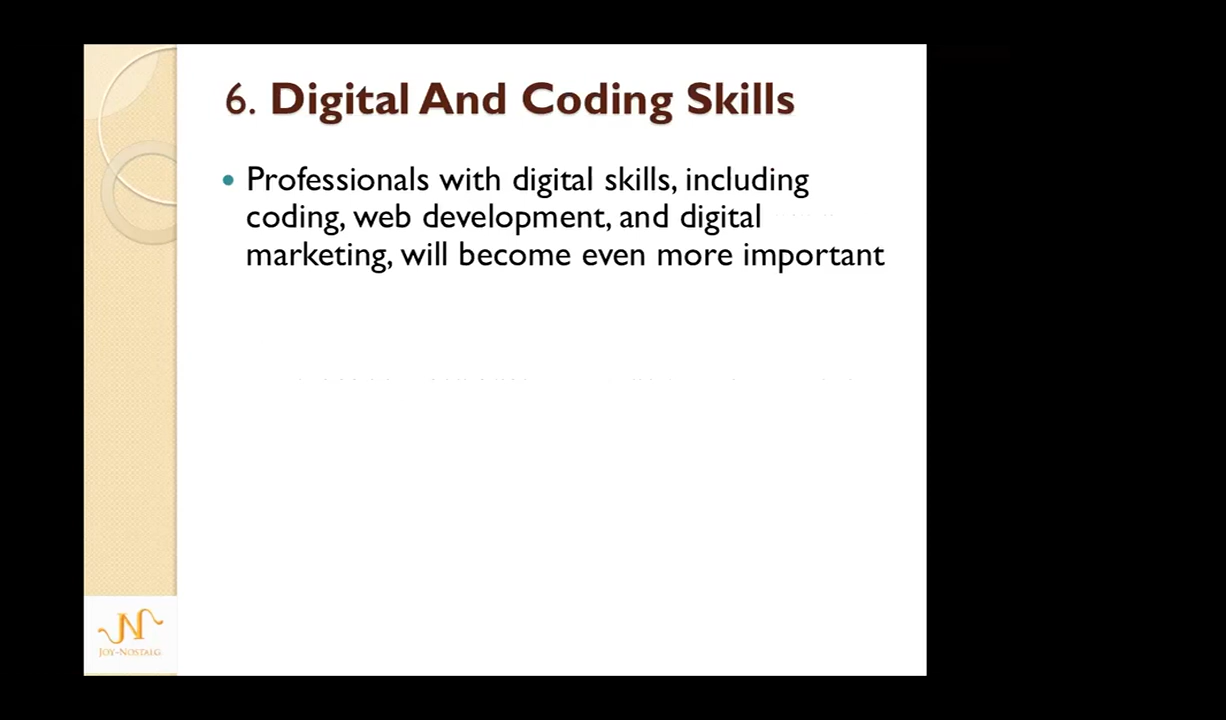 6. Digital And Coding Skills
• Professionals with digital skills, including
coding, web development, and digital
marketing, will become even more important
N
JOY-NOSTALG